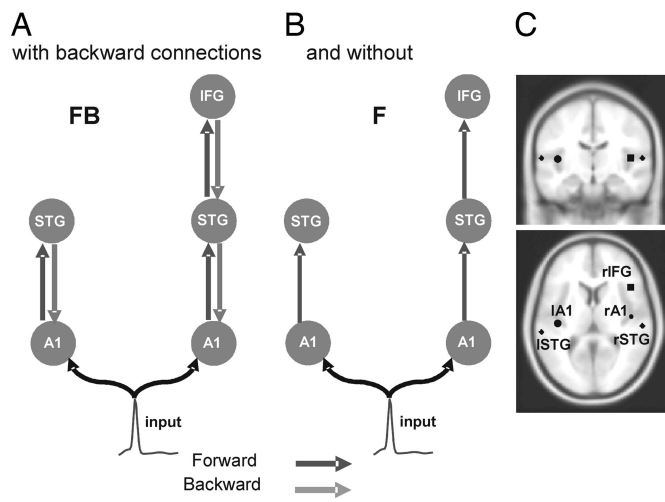 A
with backward connections
FB
IFG
STG
STG
A1
A1
input
B
and without
F
IFG
STG
STG
A1
A1
input
Forward
Backward
C
rIFG
lA1
rA1
lSTG
rSTG